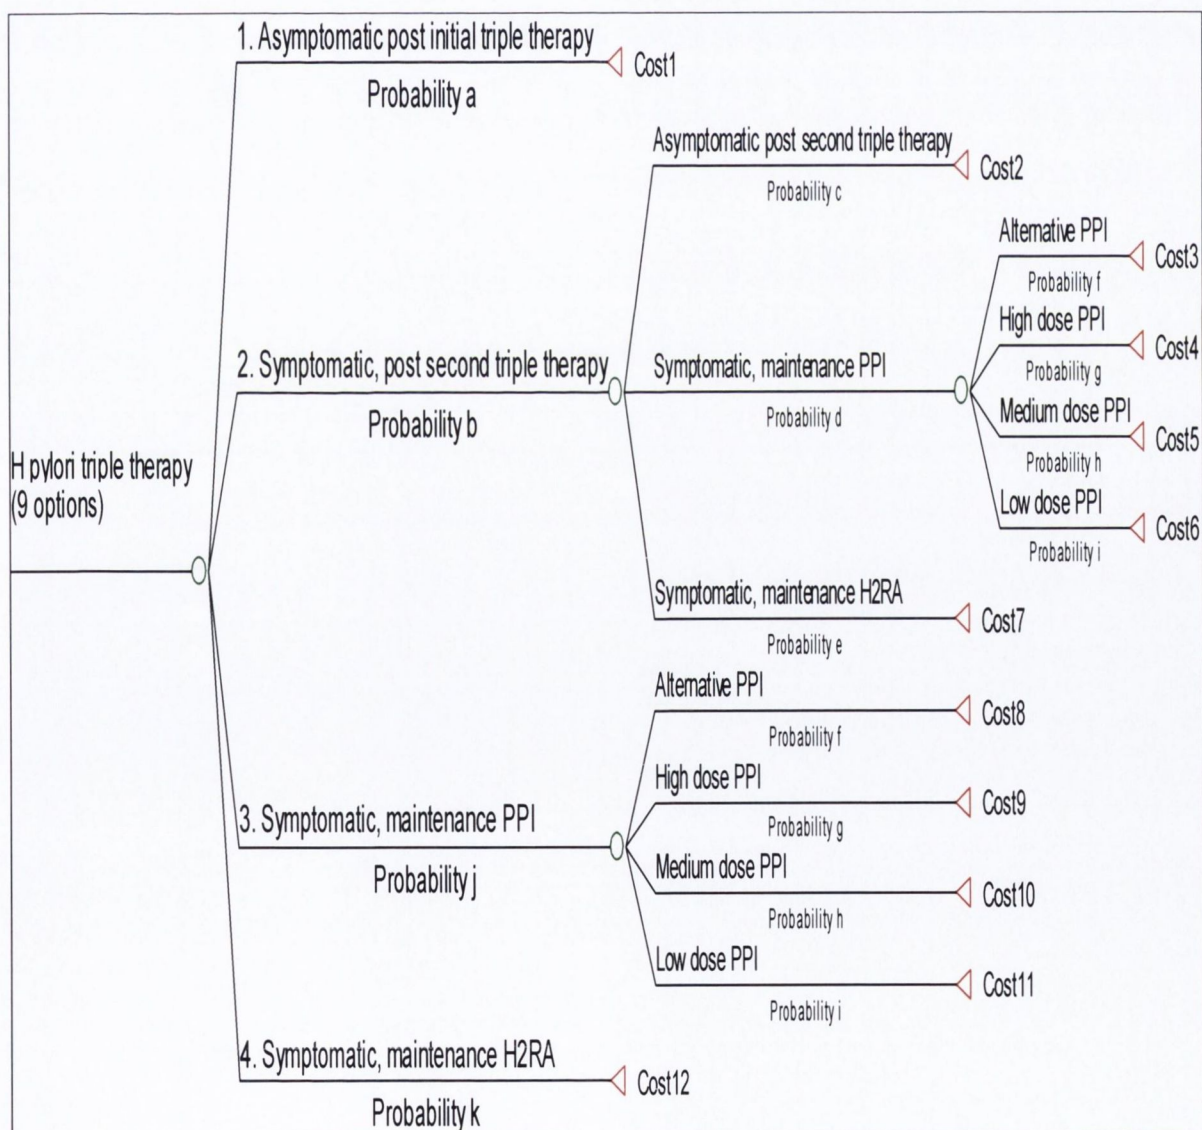 1. Asymptomatic post initial triple therapy
Probability a
Cost1
Asymptomatic post second triple therapy
Probability c
Cost2
Alternative PPI
Probability f
Cost3
High dose PPI
Probability g
Cost4
2. Symptomatic, post second triple therapy
Probability b
Symptomatic, maintenance PPI
Probability d
Medium dose PPI
Probability h
Cost5
H pylori triple therapy
(9 options)
Low dose PPI
Probability i
Cost6
Symptomatic, maintenance H2RA
Probability e
Cost7
Alternative PPI
Probability f
Cost8
High dose PPI
Probability g
Cost9
3. Symptomatic, maintenance PPI
Probability j
Medium dose PPI
Probability h
Cost10
Low dose PPI
Probability i
Cost11
4. Symptomatic, maintenance H2RA
Probability k
Cost12